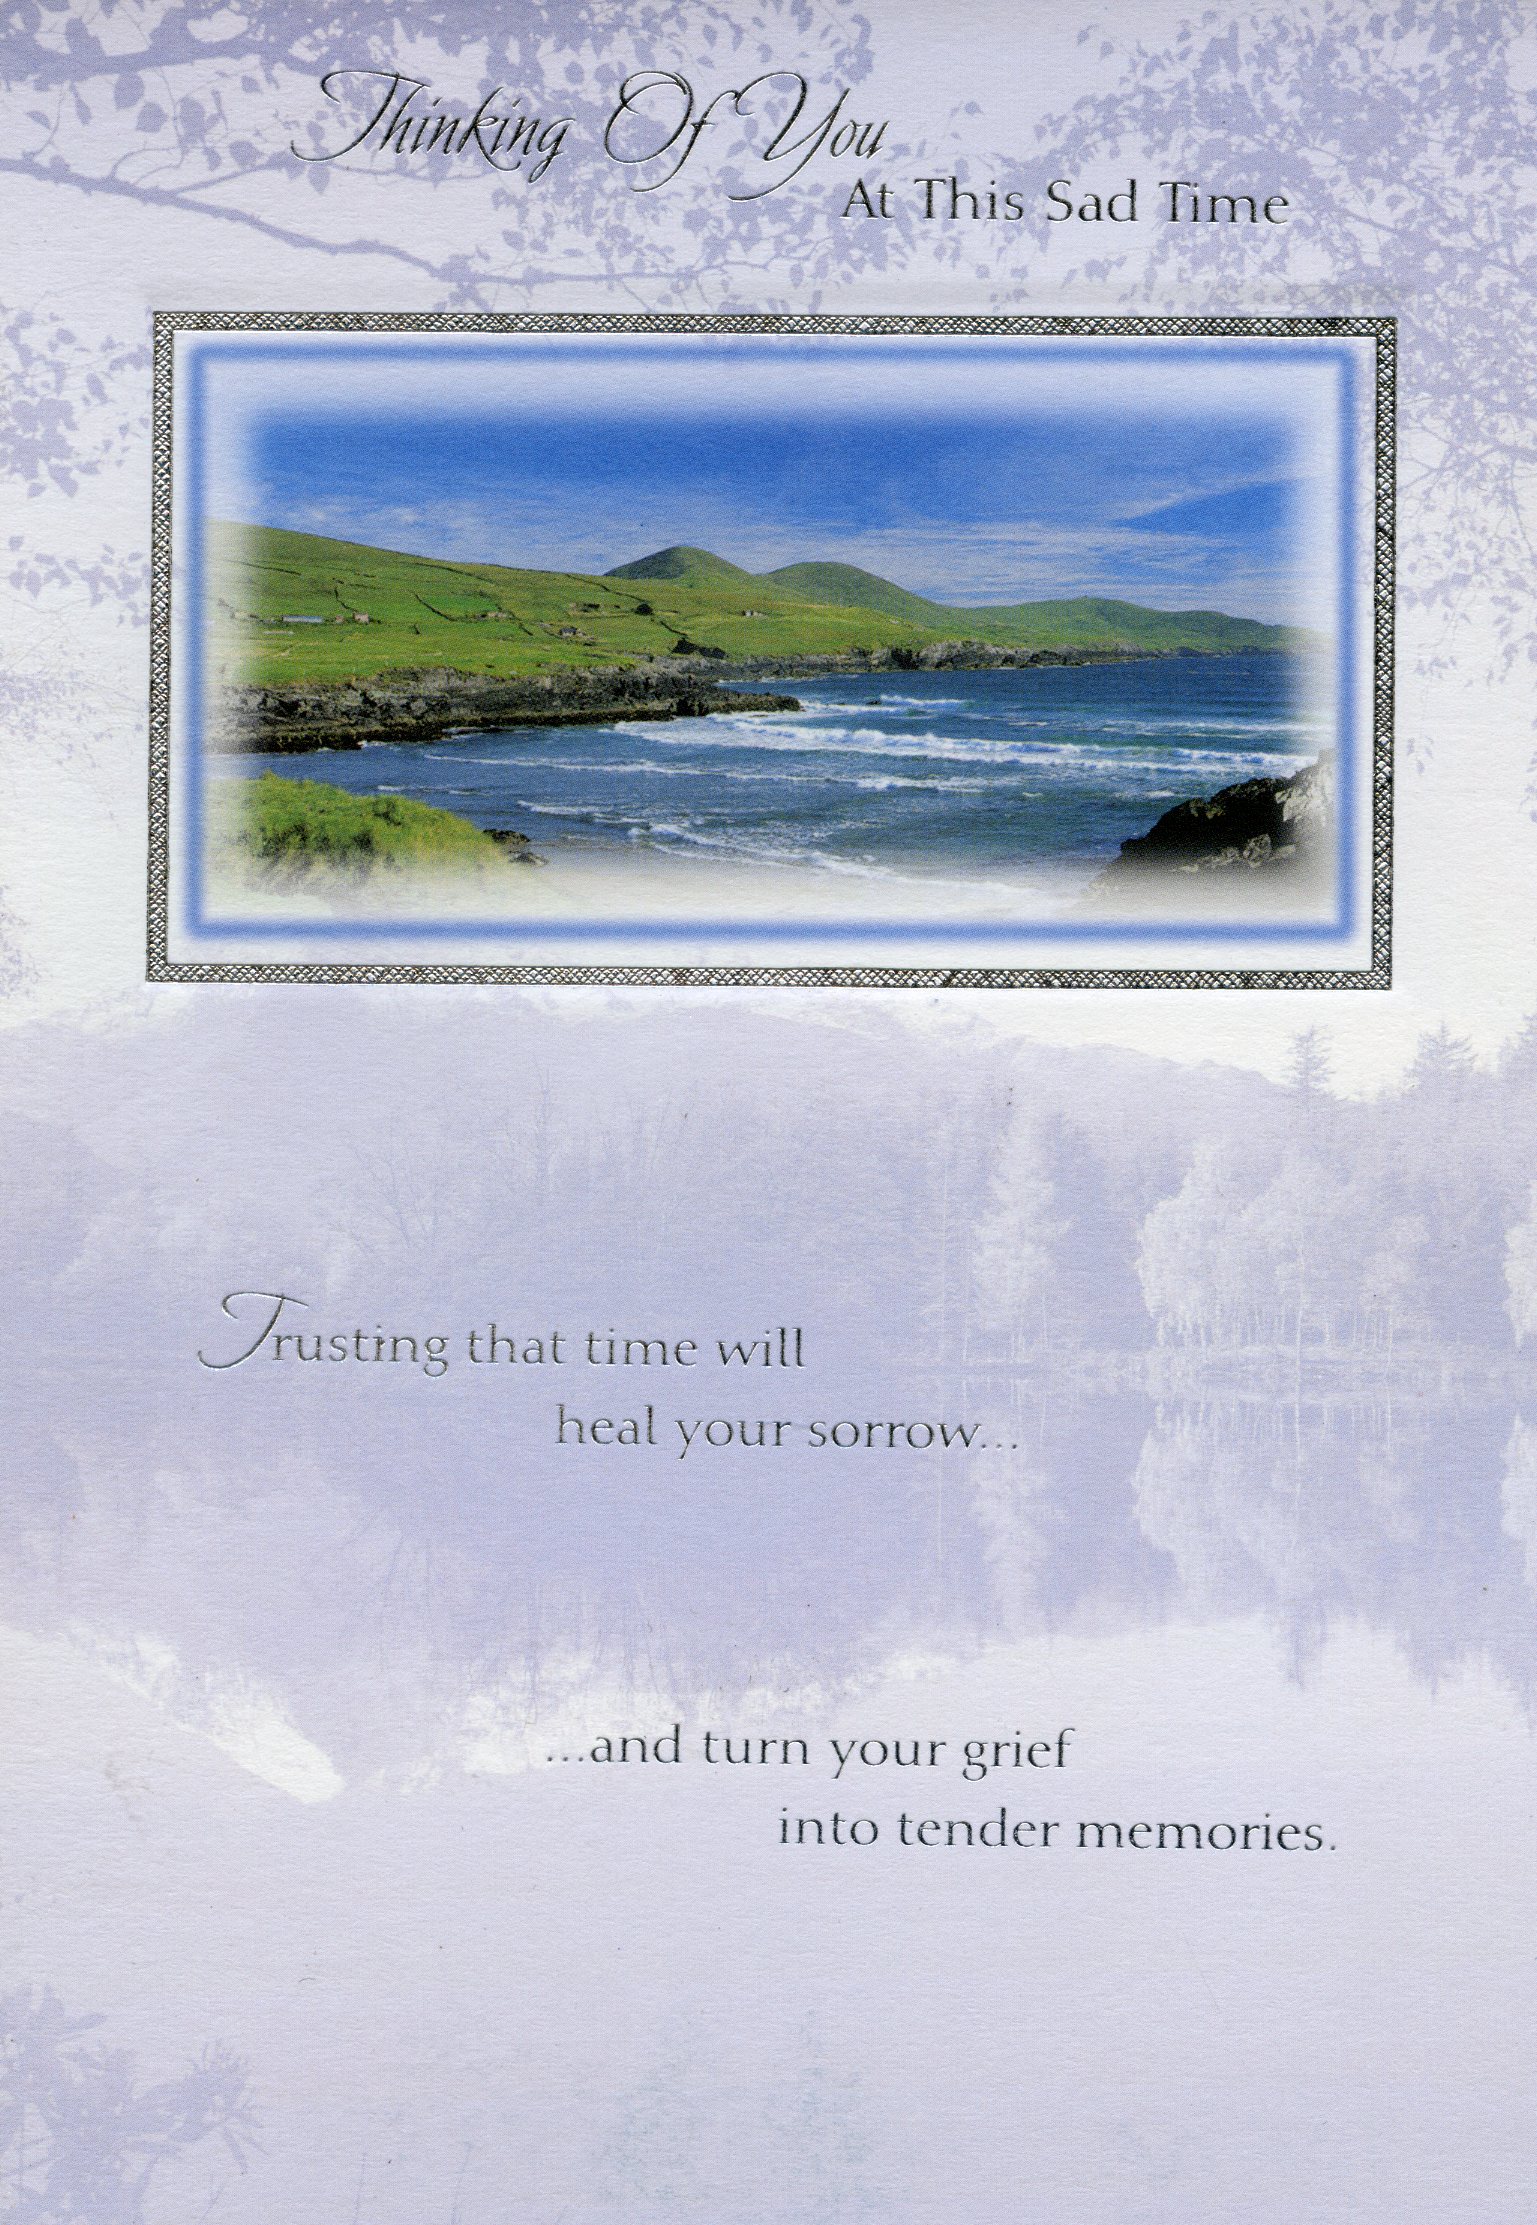 Thinking Of You
At This Sad Time
Trusting that time will
heal your sorrow...
...and turn your grief
into tender memories.